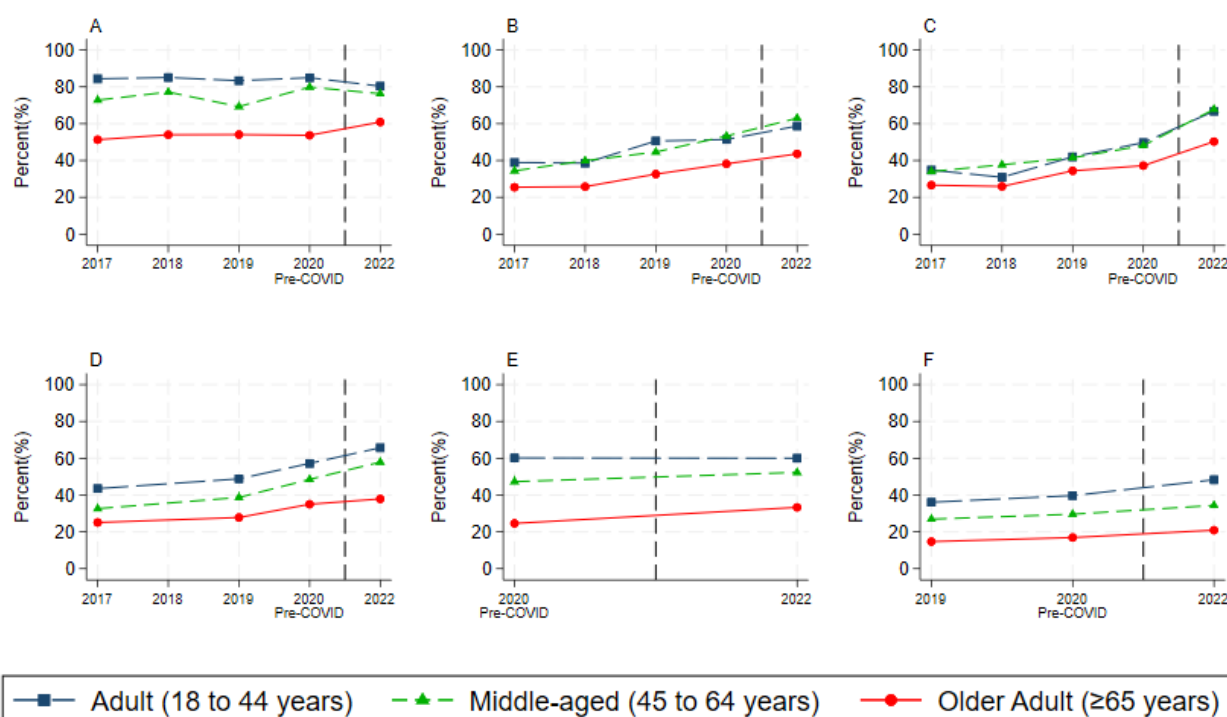 A
Percent(%)
100
80
60
40
20
0
2017 2018 2019 2020 2022
Pre-COVID
B
Percent(%)
100
80
60
40
20
0
2017 2018 2019 2020 2022
Pre-COVID
C
Percent(%)
100
80
60
40
20
0
2017 2018 2019 2020 2022
Pre-COVID
D
Percent(%)
100
80
60
40
20
0
2017 2018 2019 2020 2022
Pre-COVID
E
Percent(%)
100
80
60
40
20
0
2020 2022
Pre-COVID
F
Percent(%)
100
80
60
40
20
0
2019 2020 2022
Pre-COVID
Adult (18 to 44 years) Middle-aged (45 to 64 years) Older Adult (≥65 years)